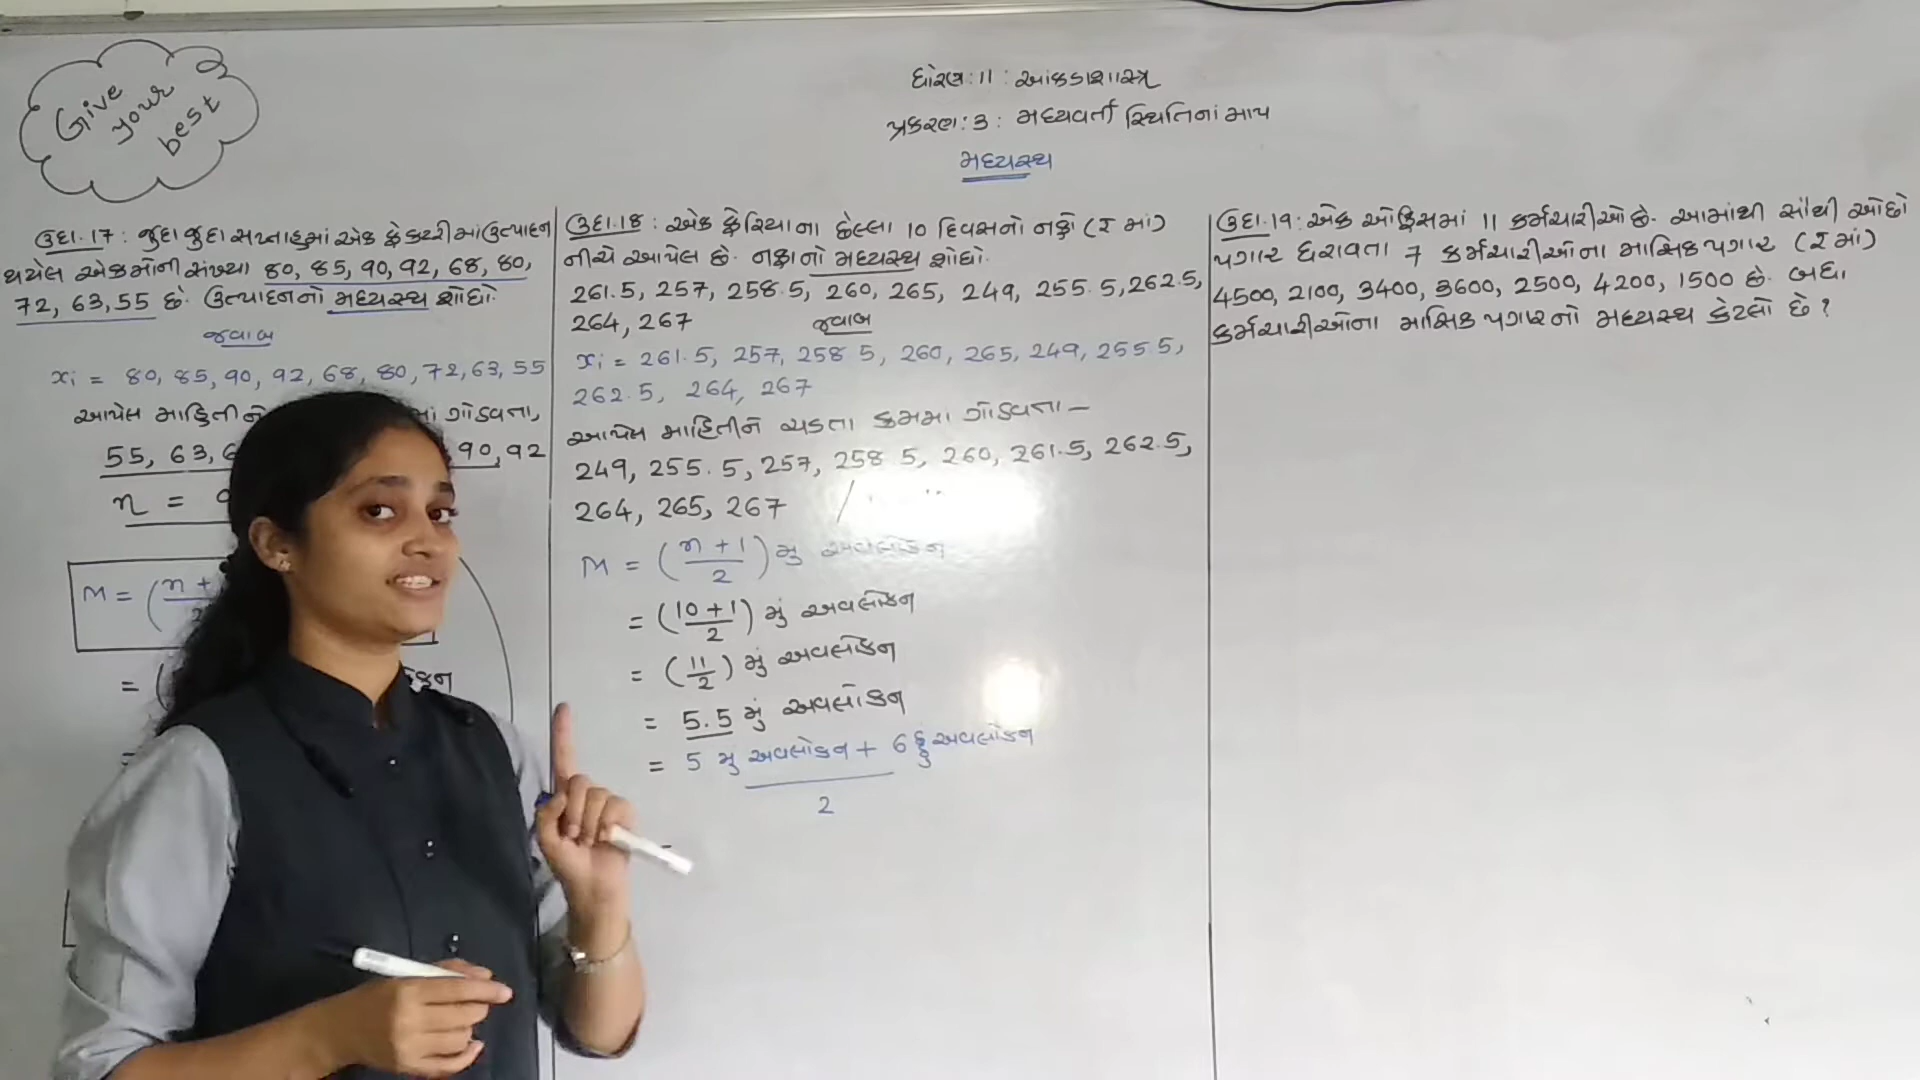 Give
your
best
ધોરણ : 11 : આંકડાશાસ્ત્ર
પ્રકરણ : 3 : મધ્યવર્તી સ્થિતિનાં માપ
મધ્યસ્થ
ઉદા. 17 : જુદા જુદા સપ્તાહમાં એક ફેક્ટરીમાં ઉત્પાદન
થયેલ એકમોની સંખ્યા 80, 85, 90, 92, 68, 80,
72, 63, 55 છે. ઉત્પાદનનો મધ્યસ્થ શોધો.
જવાબ
xi = 80, 85, 90, 92, 68, 80, 72, 63, 55
આપેલ માહિતીને માં ગોઠવતા,
55, 63, 90, 92
n =
M = (n +
= (
=
ઉદા. 18 : એક ફેરિયાના છેલ્લા 10 દિવસનો નફો (₹ માં)
નીચે આપેલ છે. નફાનો મધ્યસ્થ શોધો.
261.5, 257, 258.5, 260, 265, 249, 255.5, 262.5,
264, 267
જવાબ
xi = 261.5, 257, 258.5, 260, 265, 249, 255.5,
262.5, 264, 267
આપેલ માહિતીને ચડતા ક્રમમા ગોઠવતા –
249, 255.5, 257, 258.5, 260, 261.5, 262.5,
264, 265, 267
M = (n + 1 / 2) મુ અવલોકન
= (10 + 1 / 2) મું અવલોકન
= (11 / 2) મું અવલોકન
= 5.5 મું અવલોકન
= 5 મુ અવલોકન + 6ઠ્ઠુ અવલોકન
2
=
ઉદા. 19 : એક ઓફિસમાં 11 કર્મચારીઓ છે. આમાંથી સૌથી ઓછો
પગાર ધરાવતા 7 કર્મચારીઓના માસિક પગાર (₹ માં)
4500, 2100, 3400, 3600, 2500, 4200, 1500 છે. બધા
કર્મચારીઓના માસિક પગારનો મધ્યસ્થ કેટલો છે ?